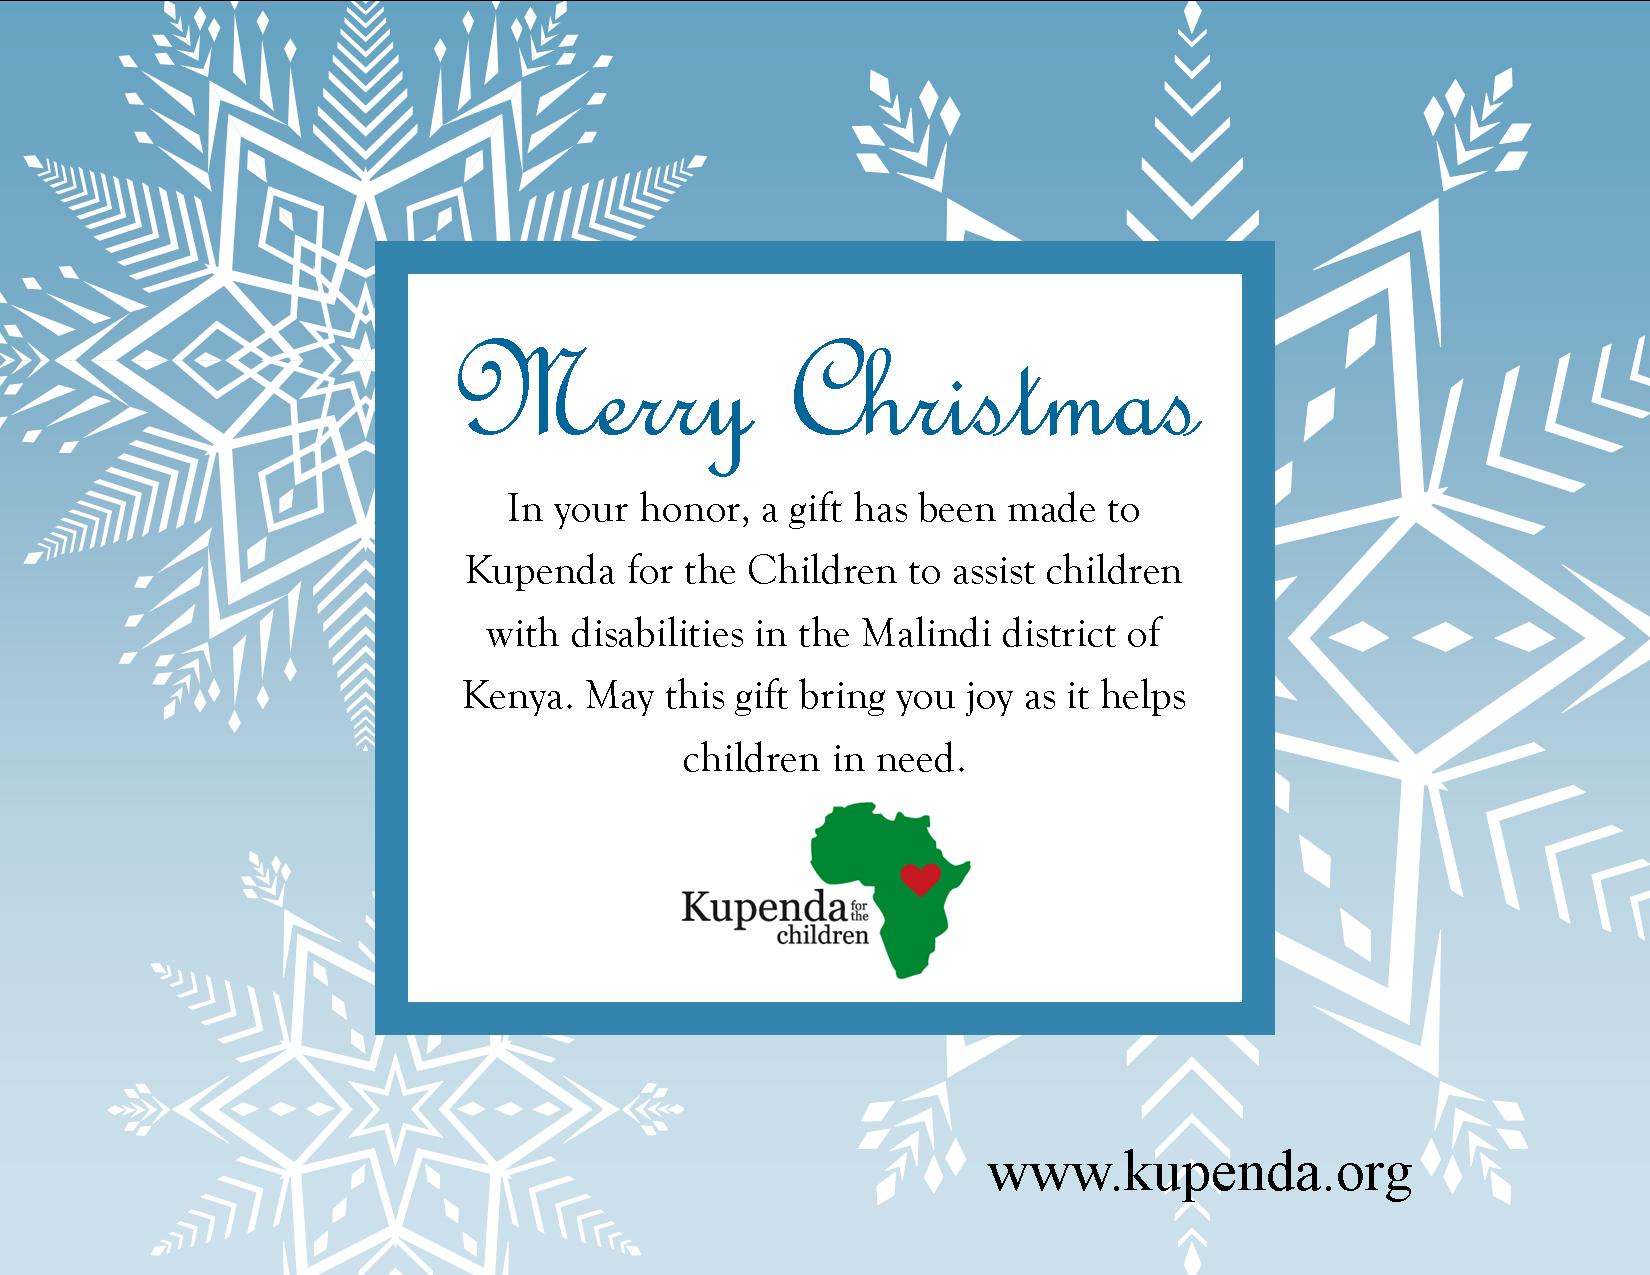 Merry Christmas
In your honor, a gift has been made to
Kupenda for the Children to assist children
with disabilities in the Malindi district of
Kenya. May this gift bring you joy as it helps
children in need.
Kupenda for the
children
www.kupenda.org